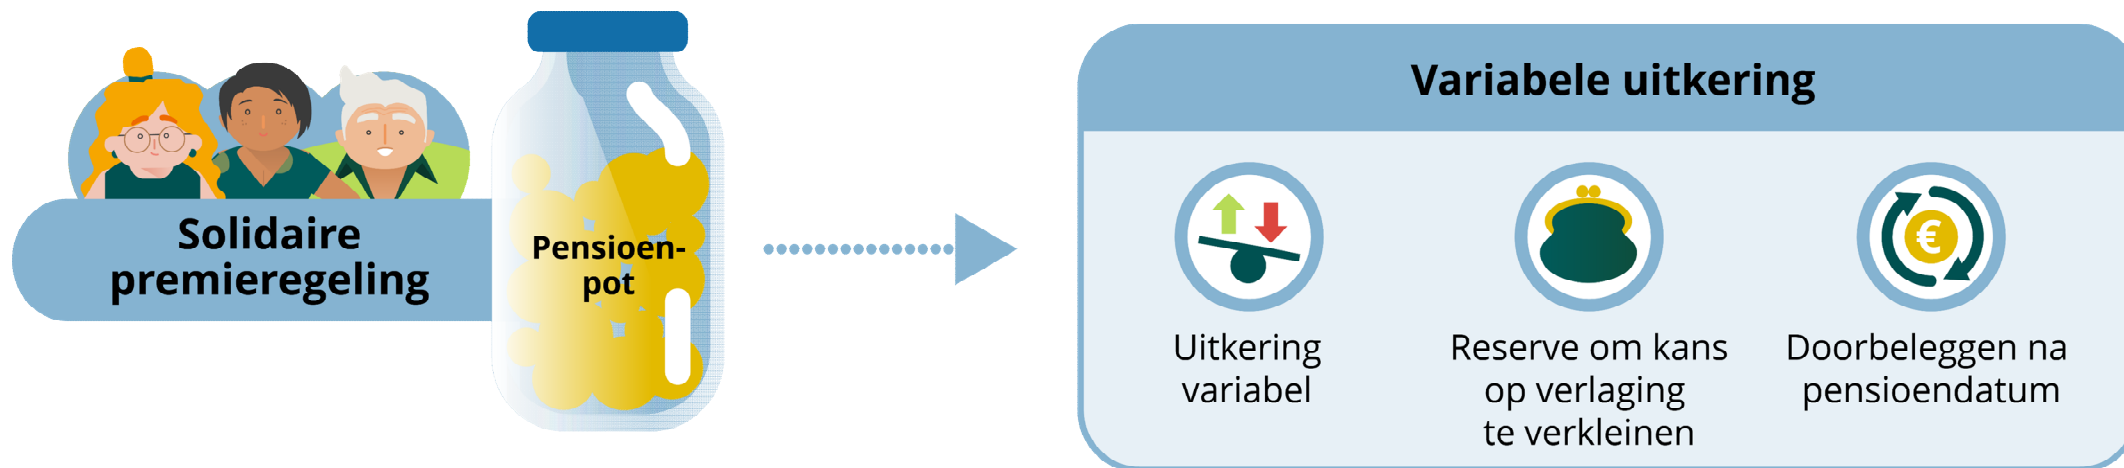 Solidaire
premieregeling
Pensioen-
pot
Variabele uitkering
Uitkering
variabel
Reserve om kans
op verlaging
te verkleinen
Doorbeleggen na
pensioendatum
€